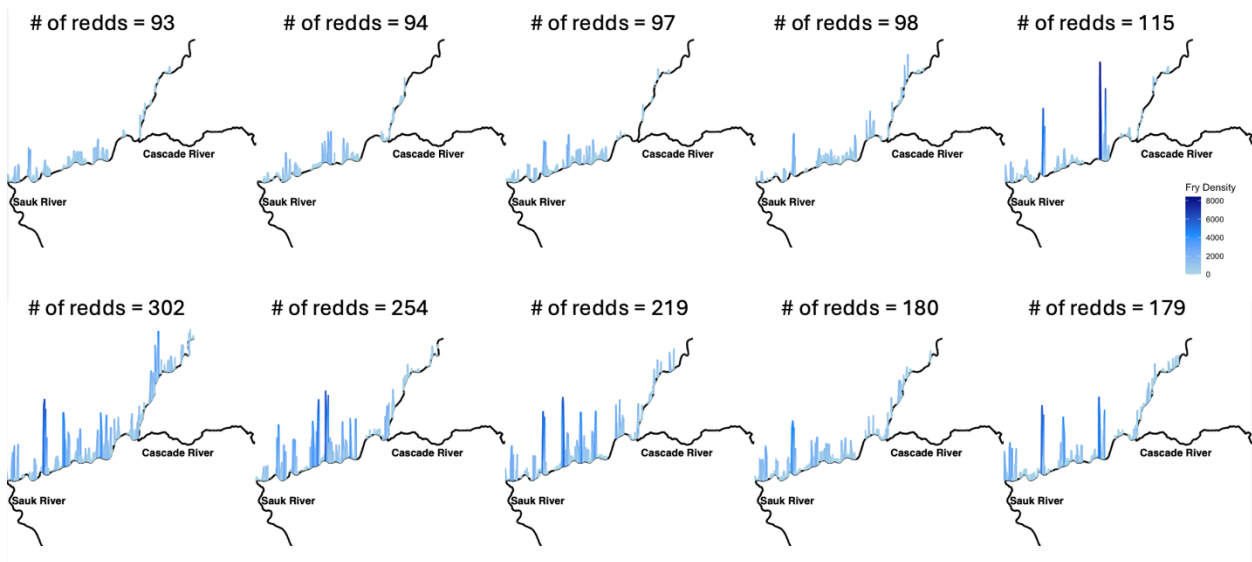 # of redds = 93
# of redds = 94
# of redds = 97
# of redds = 98
# of redds = 115
Cascade River
Cascade River
Cascade River
Cascade River
Cascade River
Sauk River
Sauk River
Sauk River
Sauk River
Sauk River
Fry Density
8000
6000
4000
2000
0
# of redds = 302
# of redds = 254
# of redds = 219
# of redds = 180
# of redds = 179
Cascade River
Cascade River
Cascade River
Cascade River
Cascade River
Sauk River
Sauk River
Sauk River
Sauk River
Sauk River